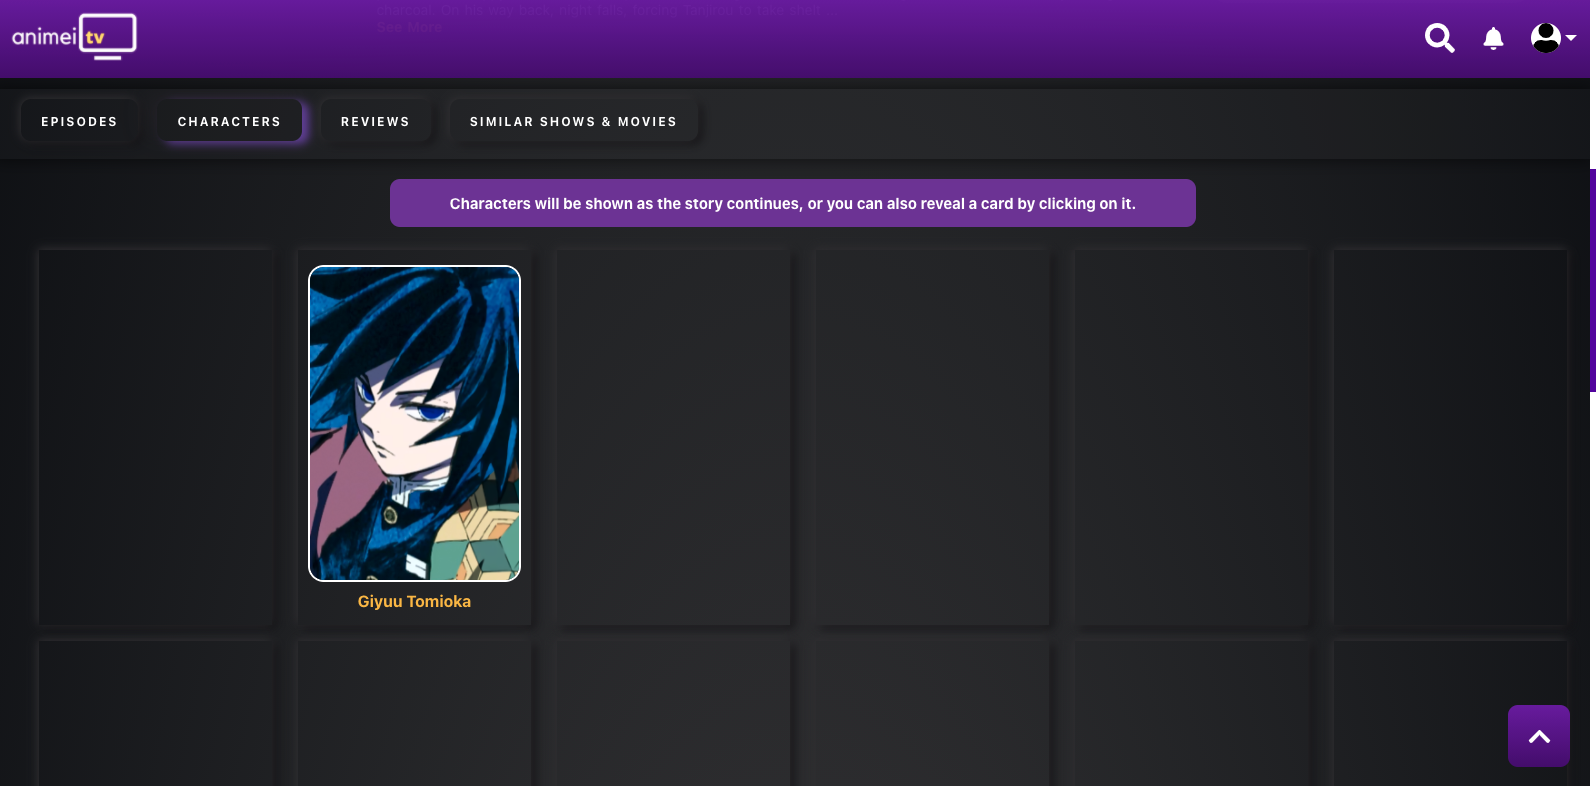 charcoal. On his way back, night falls, forcing Tanjiro to take shelt
See More
animei tv
EPISODES
CHARACTERS
REVIEWS
SIMILAR SHOWS & MOVIES
Characters will be shown as the story continues, or you can also reveal a card by clicking on it.
Giyuu Tomioka